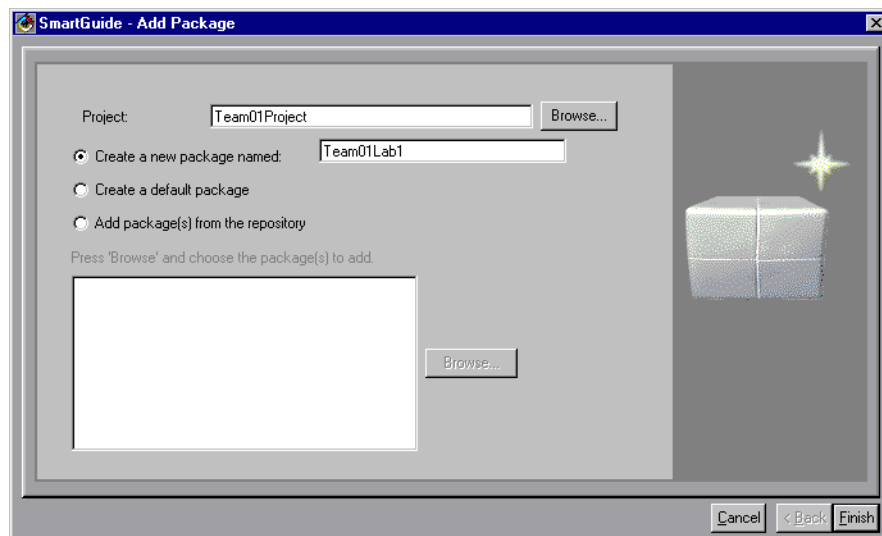 SmartGuide - Add Package
Project: Team01Project Browse...
Create a new package named: Team01Lab1
Create a default package
Add package(s) from the repository
Press 'Browse' and choose the package(s) to add.
Browse...
Cancel < Back Finish